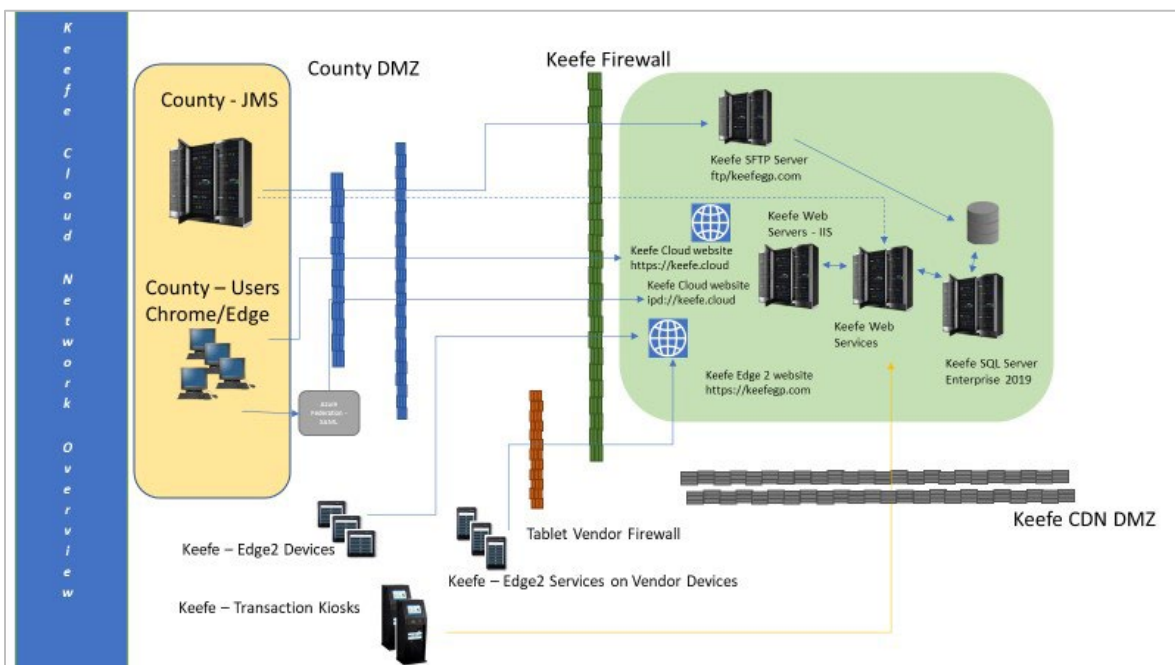 Keefe Cloud Network Overview
County DMZ
Keefe Firewall
County - JMS
Keefe SFTP Server
ftp/keefegp.com
Keefe Web
Servers - IIS
Keefe Cloud website
https://keefe.cloud
County – Users
Chrome/Edge
Keefe Cloud website
ipd://keefe.cloud
Keefe Web
Services
Keefe SQL Server
Enterprise 2019
Keefe Edge 2 website
https://keefegp.com
Azure
Federation –
SAML
Keefe CDN DMZ
Tablet Vendor Firewall
Keefe – Edge2 Devices
Keefe – Edge2 Services on Vendor Devices
Keefe – Transaction Kiosks